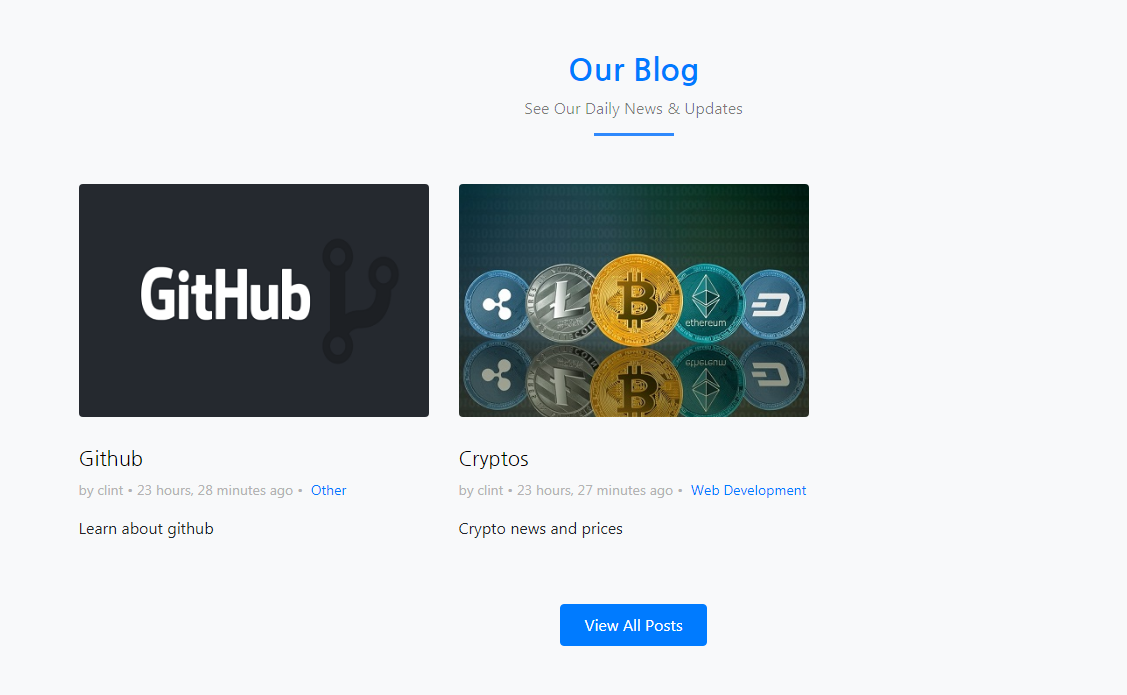 Our Blog
See Our Daily News & Updates
GitHub
ethereum
Github
by clint • 23 hours, 28 minutes ago • Other
Learn about github
Cryptos
by clint • 23 hours, 27 minutes ago • Web Development
Crypto news and prices
View All Posts